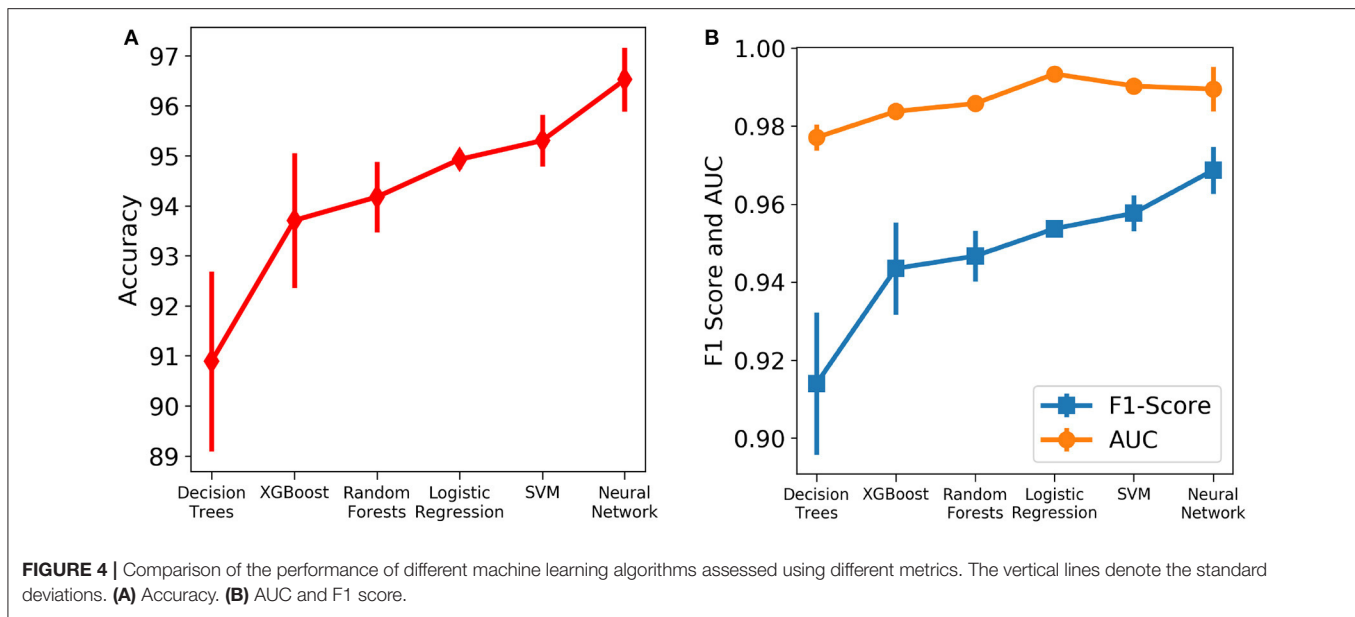 A
Accuracy
97
96
95
94
93
92
91
90
89
Decision
Trees
XGBoost
Random
Forests
Logistic
Regression
SVM
Neural
Network
B
F1 Score and AUC
1.00
0.98
0.96
0.94
0.92
0.90
F1-Score
AUC
Decision
Trees
XGBoost
Random
Forests
Logistic
Regression
SVM
Neural
Network
FIGURE 4 | Comparison of the performance of different machine learning algorithms assessed using different metrics. The vertical lines denote the standard
deviations. (A) Accuracy. (B) AUC and F1 score.